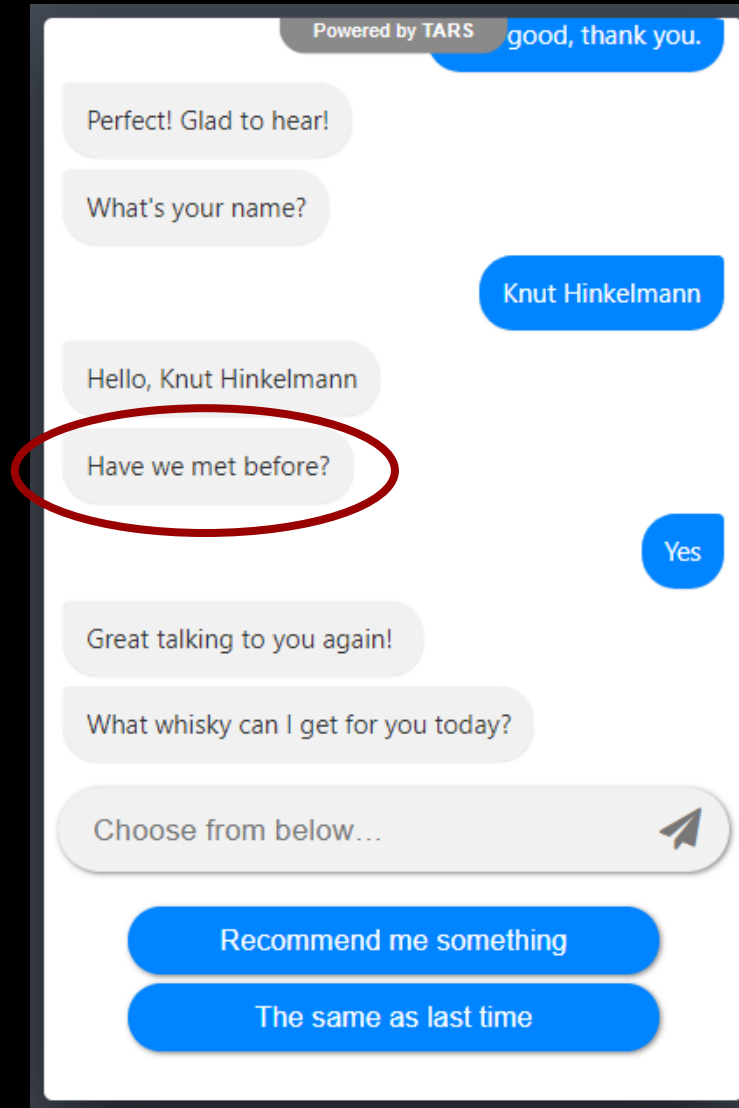 Powered by TARS
good, thank you.
Perfect! Glad to hear!
What's your name?
Knut Hinkelmann
Hello, Knut Hinkelmann
Have we met before?
Yes
Great talking to you again!
What whisky can I get for you today?
Choose from below...
Recommend me something
The same as last time